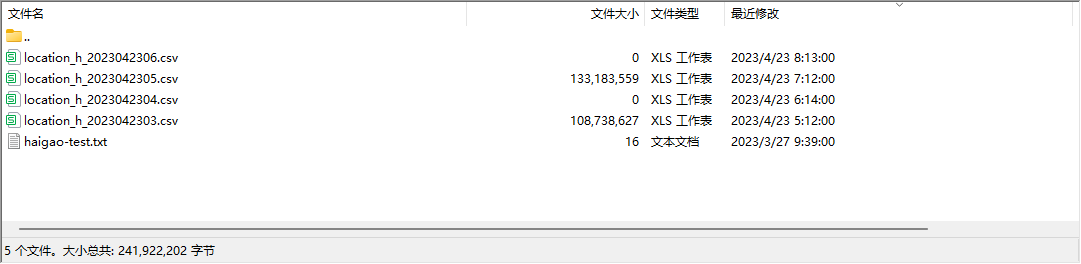 文件名 文件大小 文件类型 最近修改
..
location_h_2023042306.csv 0 XLS 工作表 2023/4/23 8:13:00
location_h_2023042305.csv 133,183,559 XLS 工作表 2023/4/23 7:12:00
location_h_2023042304.csv 0 XLS 工作表 2023/4/23 6:14:00
location_h_2023042303.csv 108,738,627 XLS 工作表 2023/4/23 5:12:00
haigao-test.txt 16 文本文档 2023/3/27 9:39:00
5 个文件。大小总共: 241,922,202 字节